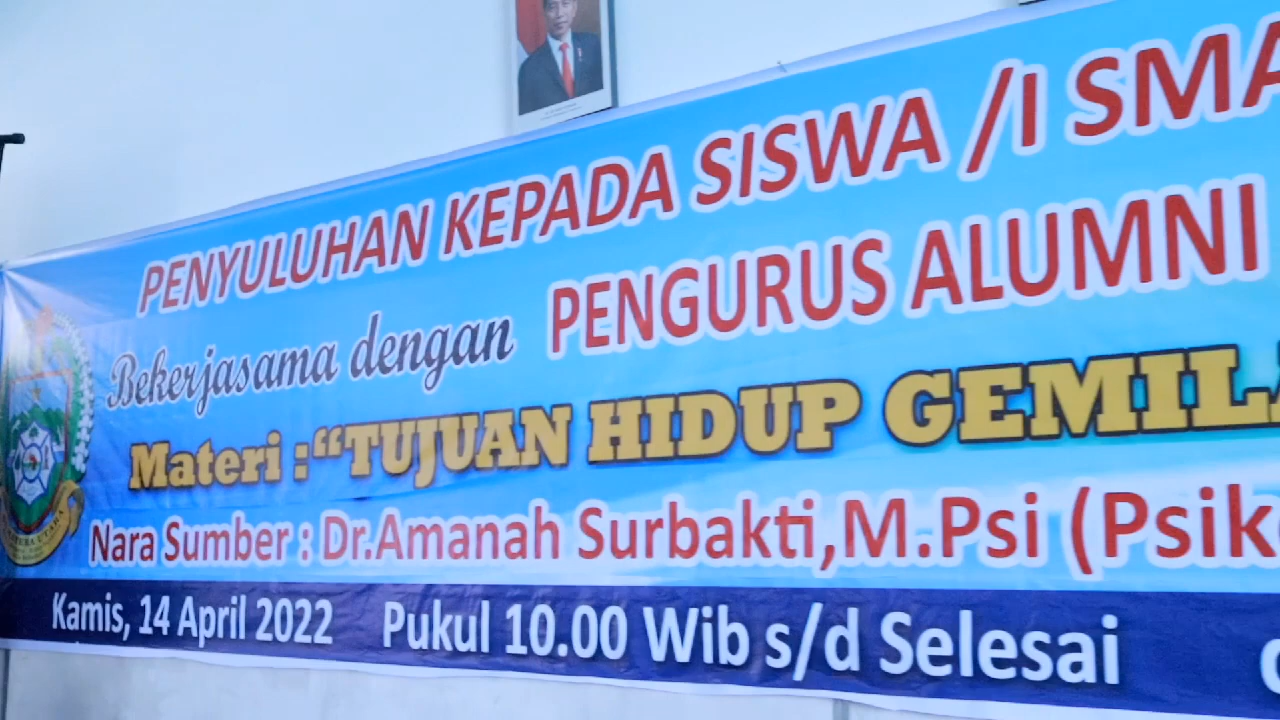 PENYULUHAN KEPADA SISWA /I SMA
Bekerjasama dengan PENGURUS ALUMNI
Materi :“TUJUAN HIDUP
Nara Sumber : Dr.Amanah Surbakti,M.Psi (Psik
Kamis, 14 April 2022 Pukul 10.00 Wib s/d Selesai